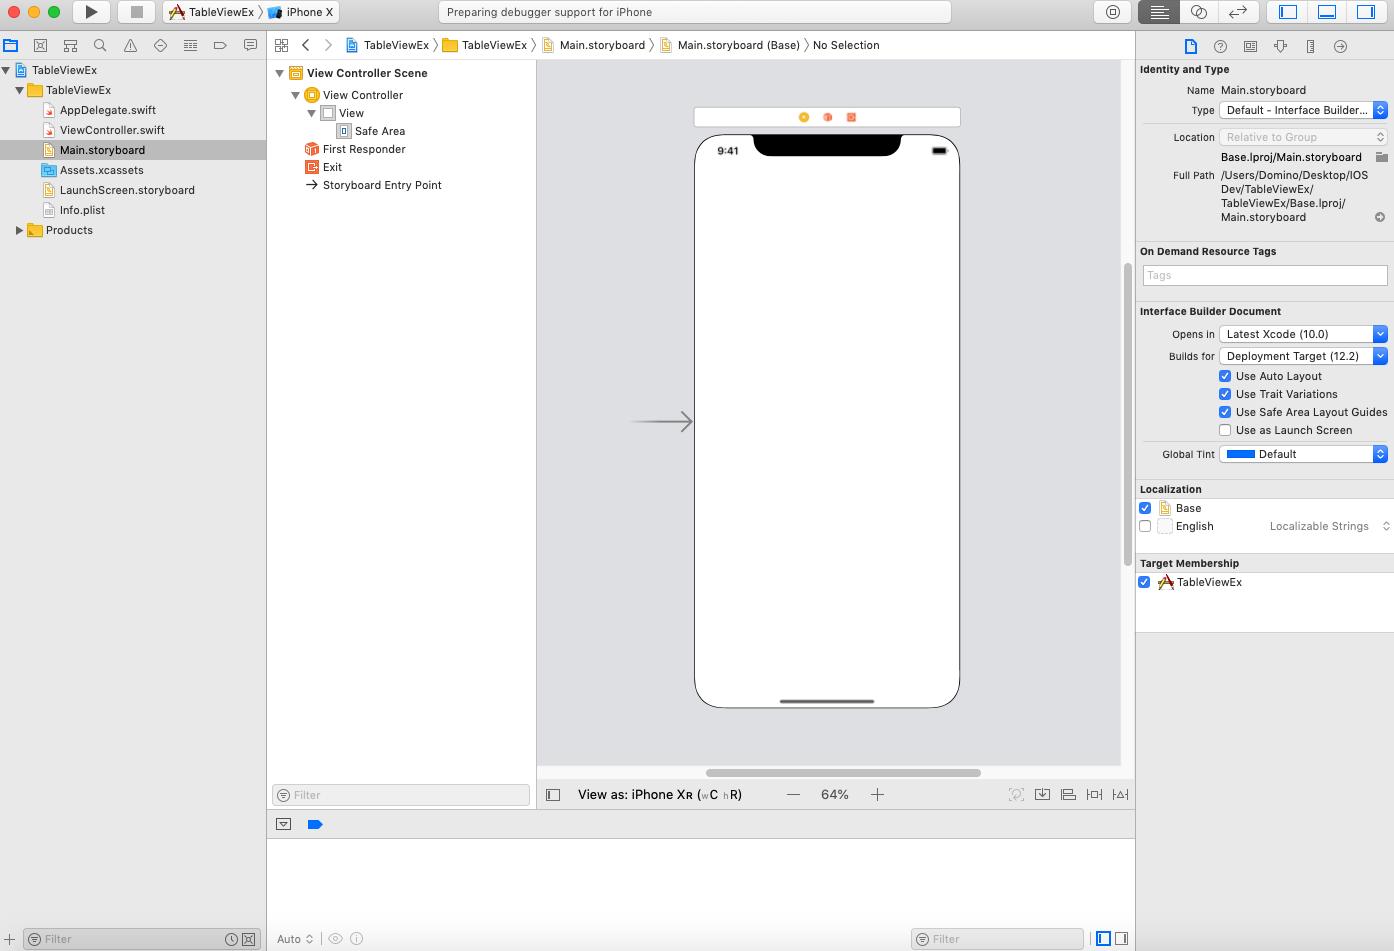 TableViewEx
iPhone X
Preparing debugger support for iPhone
TableViewEx
TableViewEx
Main.storyboard
Main.storyboard (Base)
No Selection
TableViewEx
TableViewEx
AppDelegate.swift
ViewController.swift
Main.storyboard
Assets.xcassets
LaunchScreen.storyboard
Info.plist
Products
Filter
View Controller Scene
View Controller
View
Safe Area
First Responder
Exit
Storyboard Entry Point
Filter
9:41
View as: iPhone XR (wC hR)
64%
Auto
Filter
Identity and Type
Name Main.storyboard
Type Default - Interface Builder...
Location Relative to Group
Base.lproj/Main.storyboard
Full Path /Users/Domino/Desktop/IOS
Dev/TableViewEx/
TableViewEx/Base.lproj/
Main.storyboard
On Demand Resource Tags
Tags
Interface Builder Document
Opens in Latest Xcode (10.0)
Builds for Deployment Target (12.2)
Use Auto Layout
Use Trait Variations
Use Safe Area Layout Guides
Use as Launch Screen
Global Tint Default
Localization
Base
English Localizable Strings
Target Membership
TableViewEx